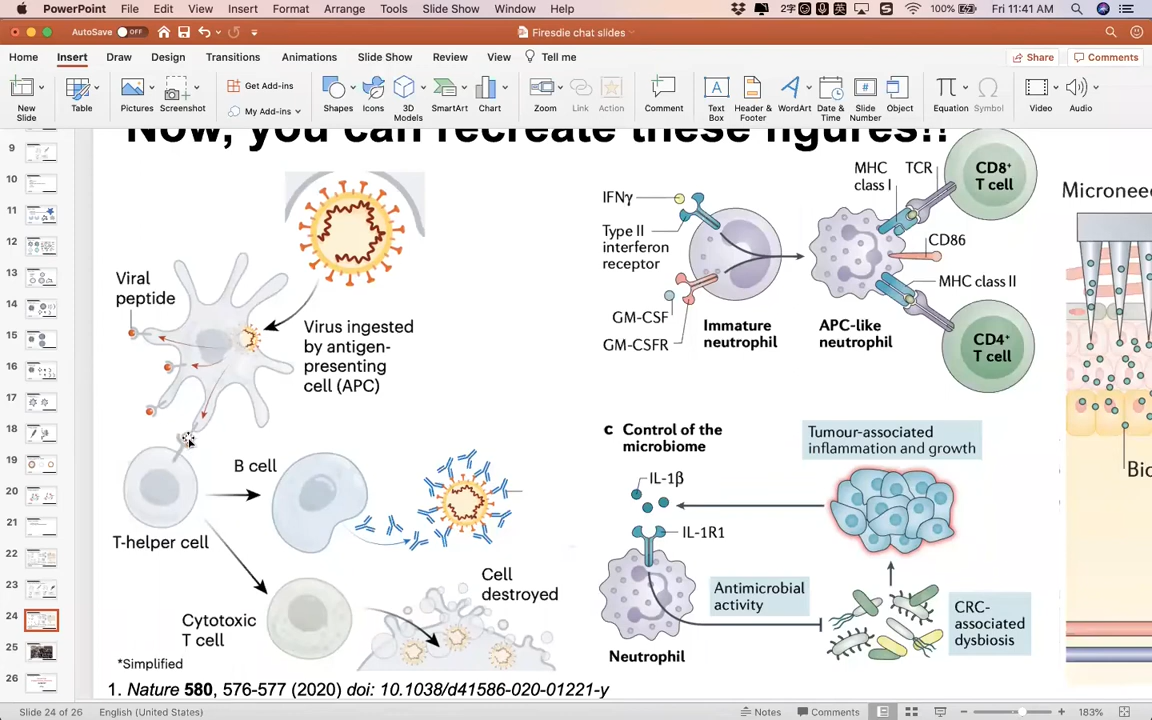 PowerPoint File Edit View Insert Format Arrange Tools Slide Show Window Help
2字 英 100% Fri 11:41 AM
AutoSave OFF
Firesdie chat slides
Home Insert Draw Design Transitions Animations Slide Show Review View Tell me
Share Comments
New Slide
Table
Pictures
Screenshot
Get Add-ins
My Add-ins
Shapes
Icons
3D Models
SmartArt
Chart
Zoom
Link
Action
Comment
Text Box
Header & Footer
WordArt
Date & Time
Slide Number
Object
Equation
Symbol
Video
Audio
9
10
11
12
13
14
15
16
17
18
19
20
21
22
23
24
25
26
Now, you can recreate these figures!!
Viral
peptide
Virus ingested
by antigen-
presenting
cell (APC)
B cell
T-helper cell
Cytotoxic
T cell
Cell
destroyed
*Simplified
1. Nature 580, 576-577 (2020) doi: 10.1038/d41586-020-01221-y
IFNγ
Type II
interferon
receptor
GM-CSF
GM-CSFR
Immature
neutrophil
MHC
class I
TCR
CD8+
T cell
CD86
MHC class II
APC-like
neutrophil
CD4+
T cell
c Control of the
microbiome
IL-1β
IL-1R1
Tumour-associated
inflammation and growth
Antimicrobial
activity
CRC-
associated
dysbiosis
Neutrophil
Micronee
Bio
Slide 24 of 26 English (United States)
Notes Comments 183%